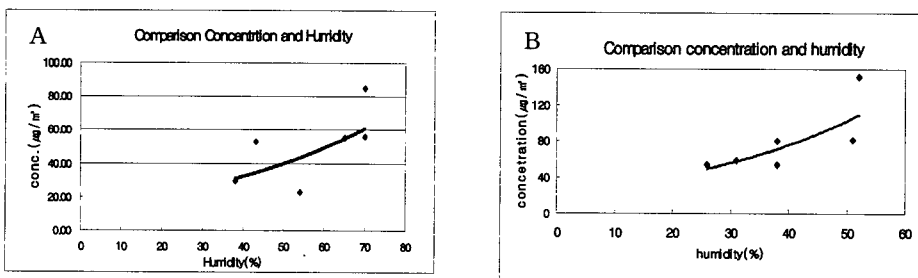 A
Comparison Concentrtion and Humidity
100.00
80.00
60.00
40.00
20.00
0.00
conc.(㎍/㎥)
0 10 20 30 40 50 60 70 80
Humidity(%)
B
Comparison concentration and humidity
160
120
80
40
0
concetration(㎍/㎥)
0 10 20 30 40 50 60
humidity(%)